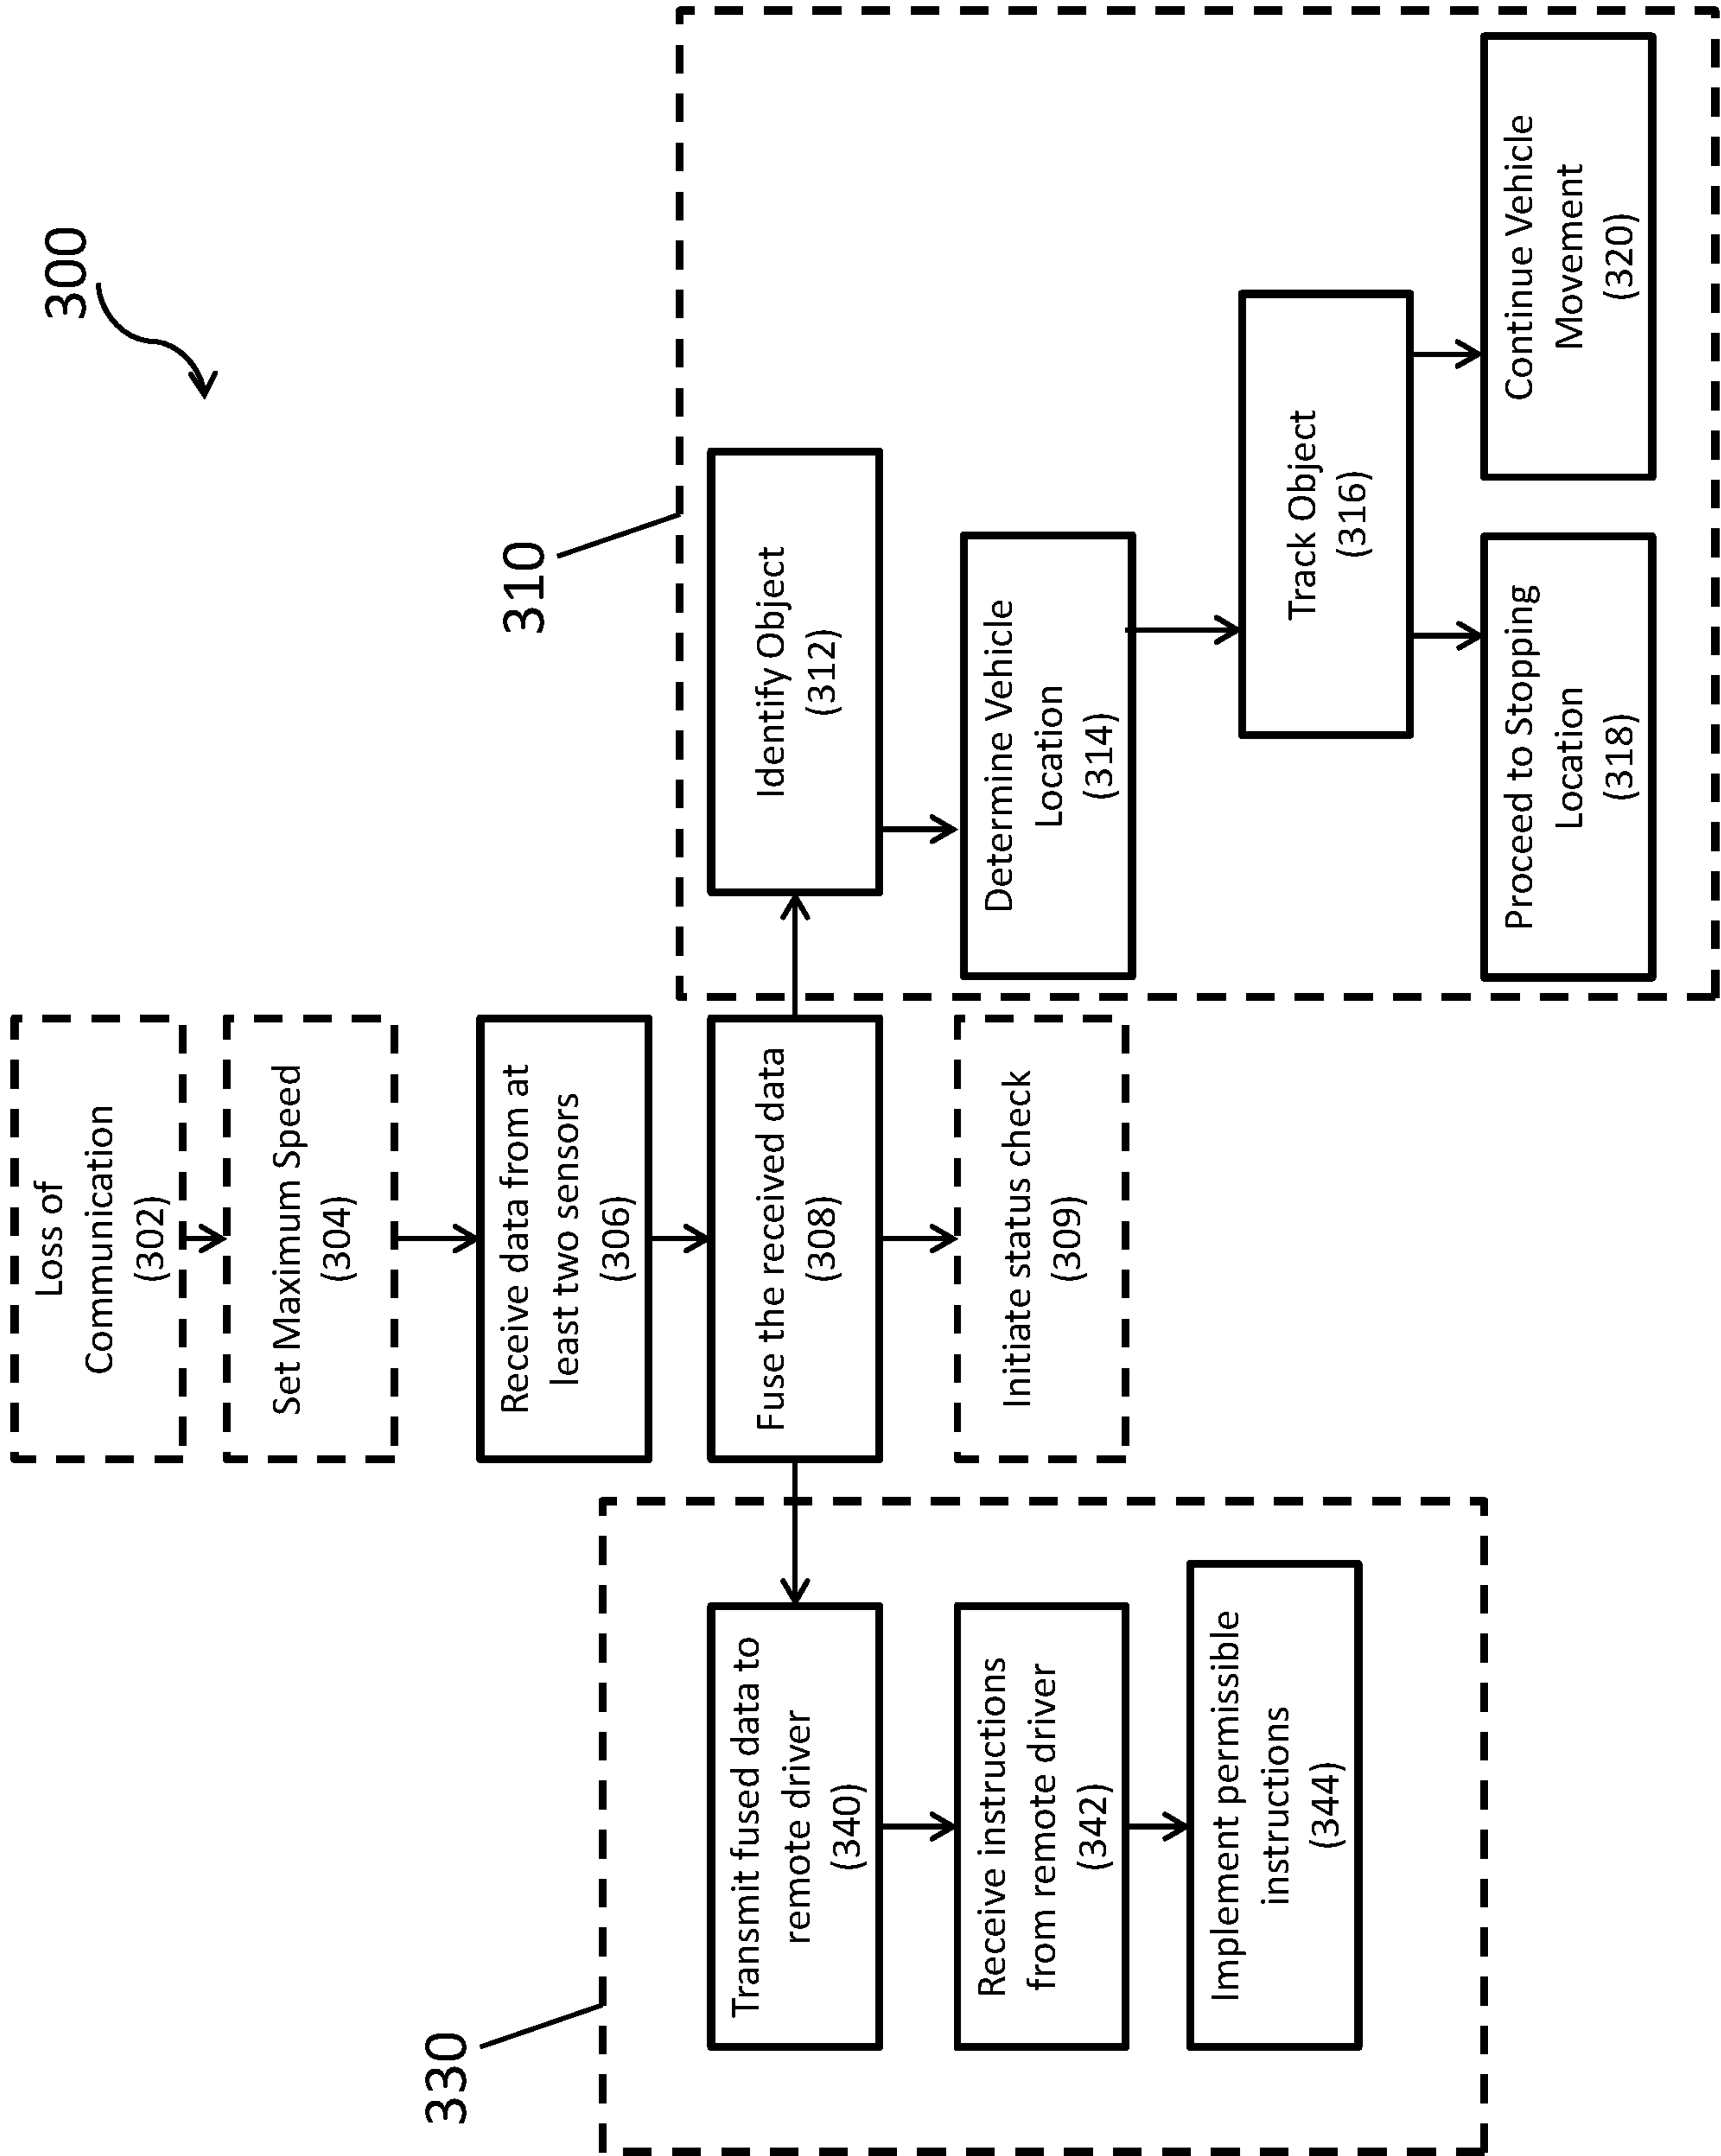 300
Loss of
Communication
(302)
Set Maximum Speed
(304)
Receive data from at
least two sensors
(306)
Fuse the received data
(308)
Initiate status check
(309)
330
Transmit fused data to
remote driver
(340)
Receive instructions
from remote driver
(342)
Implement permissible
instructions
(344)
310
Identify Object
(312)
Determine Vehicle
Location
(314)
Track Object
(316)
Proceed to Stopping
Location
(318)
Continue Vehicle
Movement
(320)